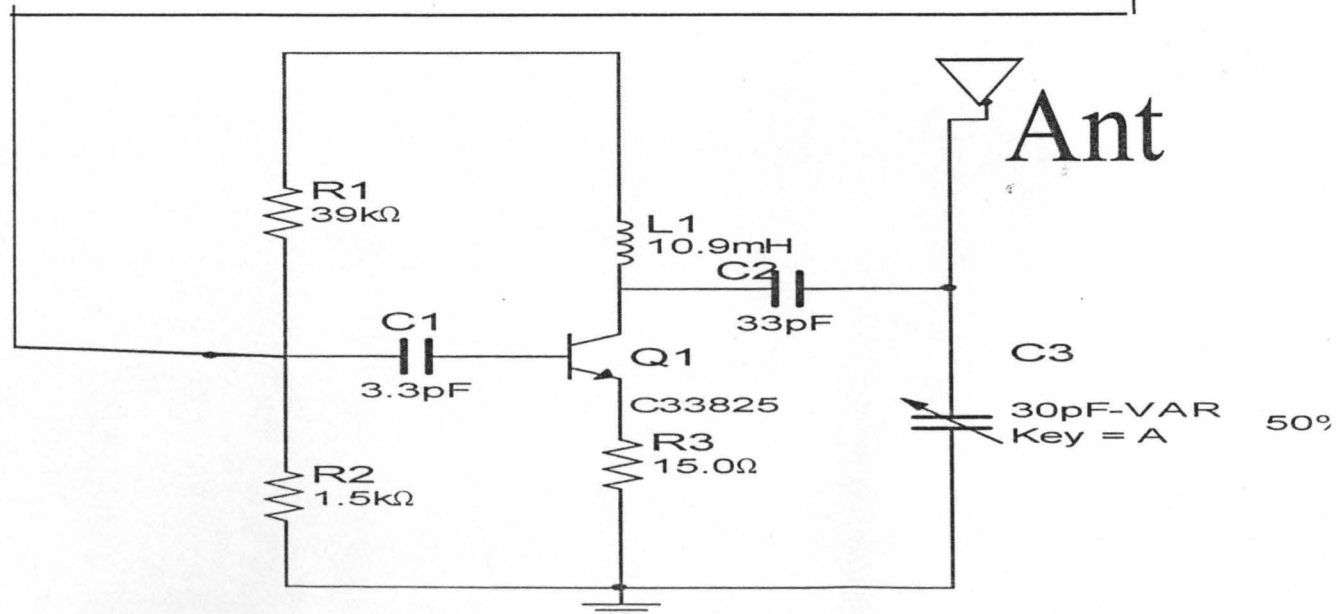 Ant
R1
39kΩ
L1
10.9mH
C2
33pF
C1
3.3pF
Q1
C33825
C3
30pF-VAR 50%
Key = A
R3
15.0Ω
R2
1.5kΩ